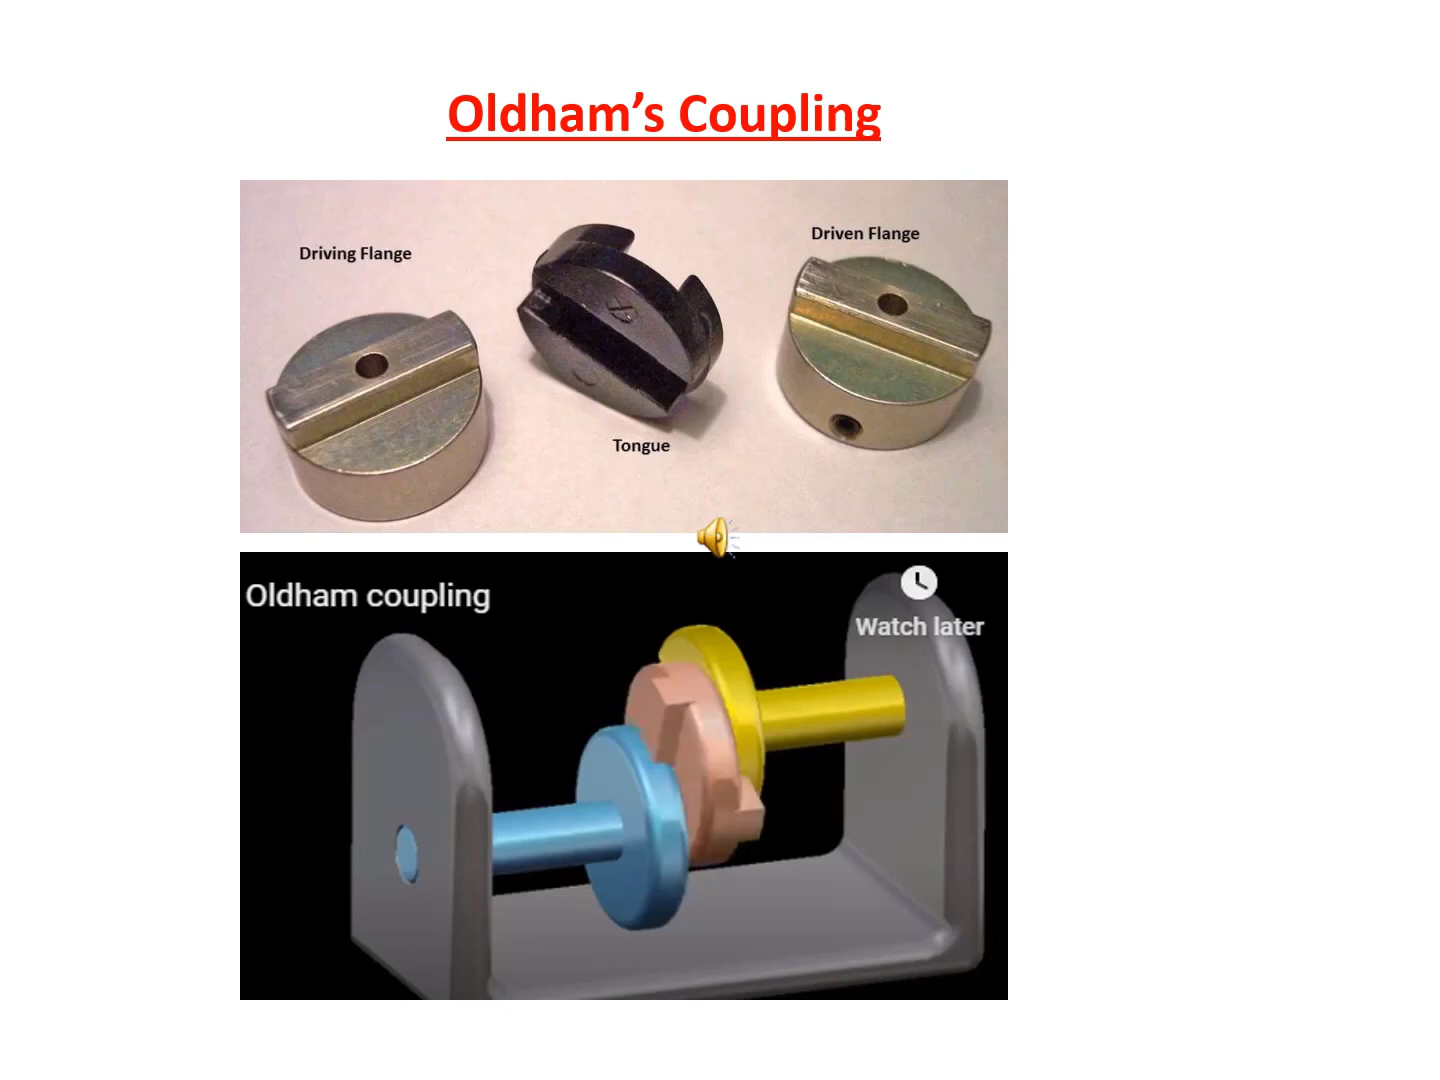 Oldham’s Coupling
Driving Flange
Driven Flange
Tongue
Oldham coupling
Watch later